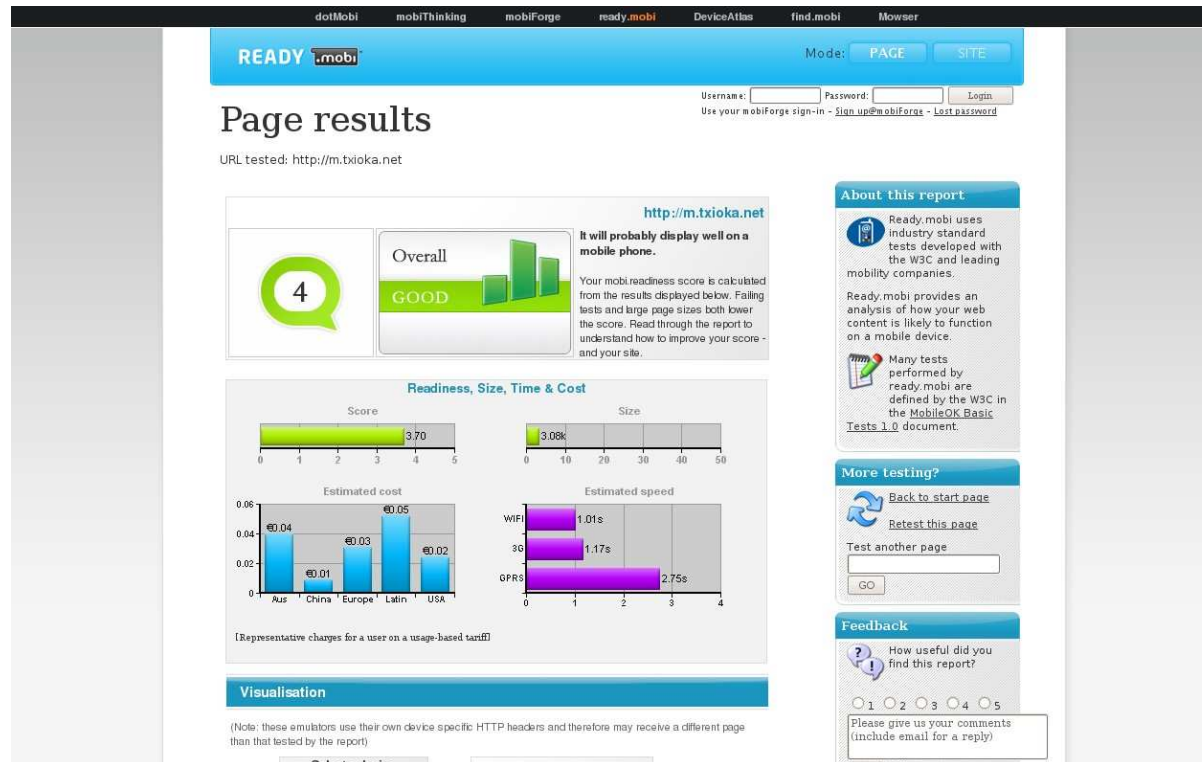 dotMobi mobiThinking mobiForge ready.mobi DeviceAtlas find.mobi Mowser
READY .mobi
Mode: PAGE SITE
Username: Password: Login
Use your mobiForge sign-in - Sign up@mobiForge - Lost password
Page results
URL tested: http://m.txioka.net
http://m.txioka.net
4
Overall
GOOD
It will probably display well on a
mobile phone.
Your mobi.readiness score is calculated
from the results displayed below. Failing
tests and large page sizes both lower
the score. Read through the report to
understand how to improve your score -
and your site.
Readiness, Size, Time & Cost
Score
3.70
0 1 2 3 4 5
Size
3.08k
0 10 20 30 40 50
Estimated cost
0.06
0.04
0.02
0
€0.04
€0.01
€0.03
€0.05
€0.02
Aus China Europe Latin USA
Estimated speed
WIFI 1.01s
3G 1.17s
GPRS 2.75s
0 1 2 3 4
[Representative charges for a user on a usage-based tariff]
Visualisation
(Note: these emulators use their own device specific HTTP headers and therefore may receive a different page
than that tested by the report)
About this report
Ready.mobi uses
industry standard
tests developed with
the W3C and leading
mobility companies.
Ready.mobi provides an
analysis of how your web
content is likely to function
on a mobile device.
Many tests
performed by
ready.mobi are
defined by the W3C in
the MobileOK Basic
Tests 1.0 document.
More testing?
Back to start page
Retest this page
Test another page
GO
Feedback
How useful did you
find this report?
1 2 3 4 5
Please give us your comments
(include email for a reply)